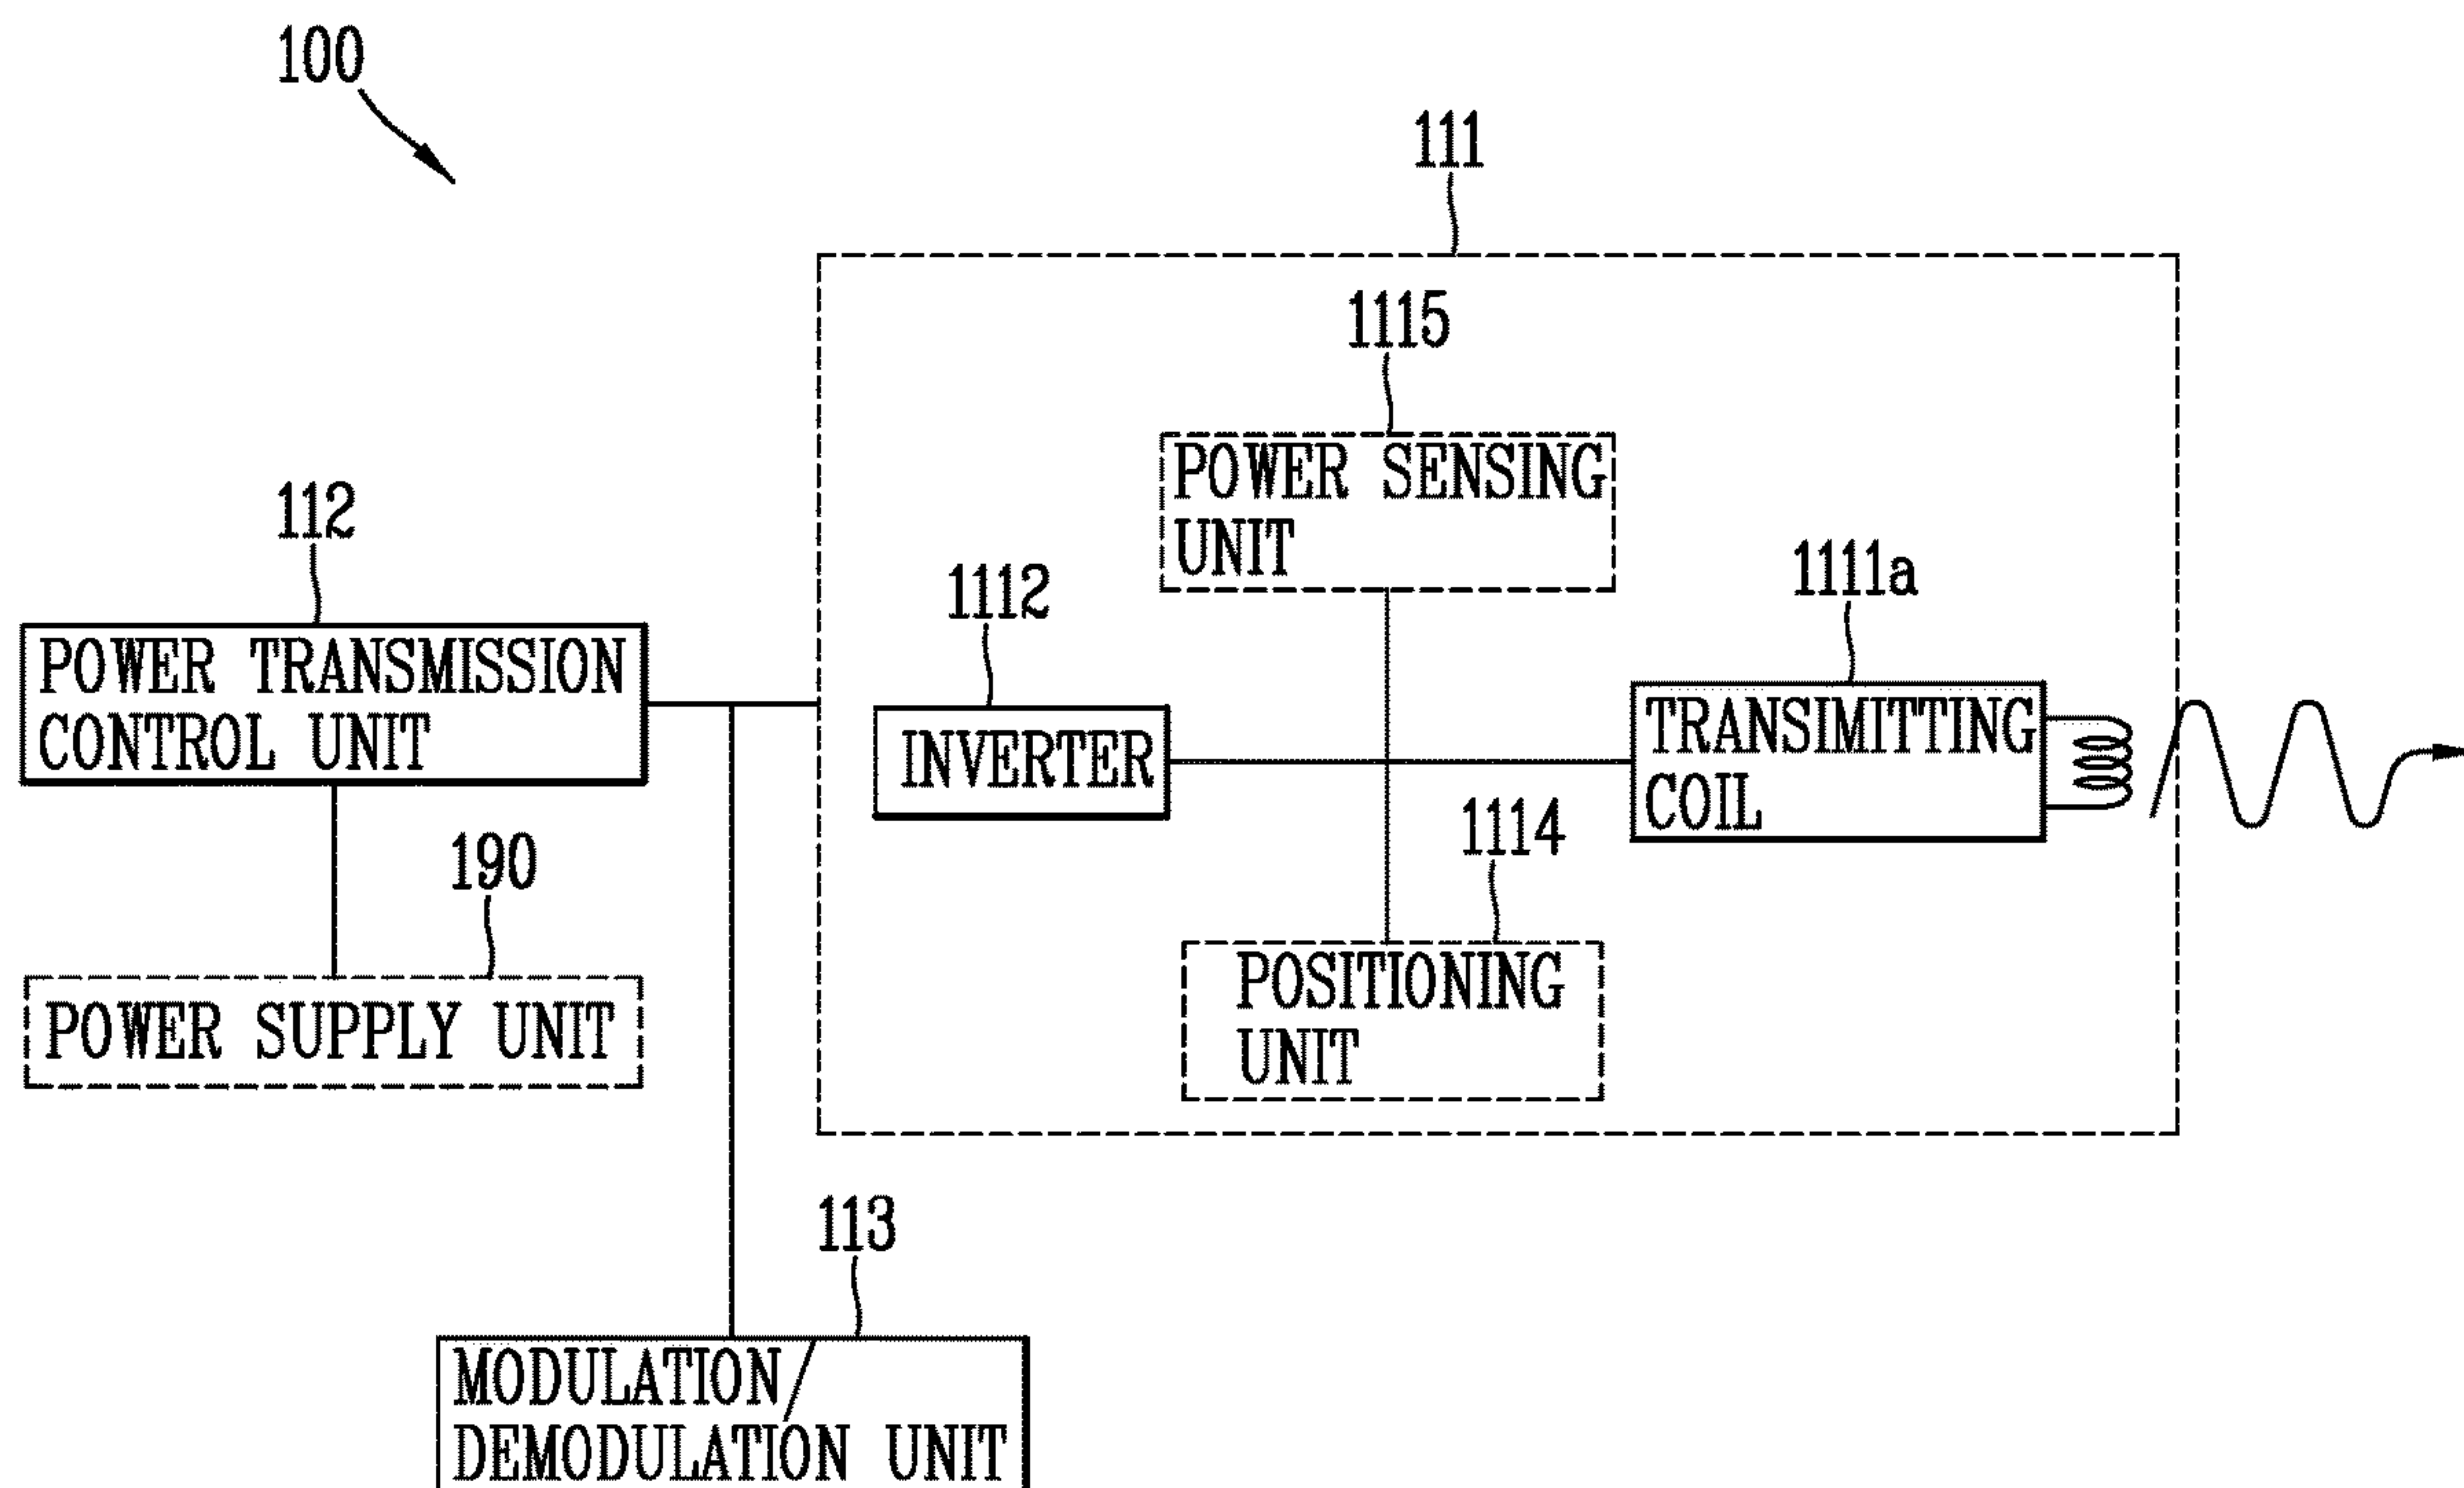 100
111
1115
POWER SENSING
UNIT
112
POWER TRANSMISSION
CONTROL UNIT
1112
INVERTER
1111a
TRANSIMITTING
COIL
190
POWER SUPPLY UNIT
1114
POSITIONING
UNIT
113
MODULATION/
DEMODULATION UNIT